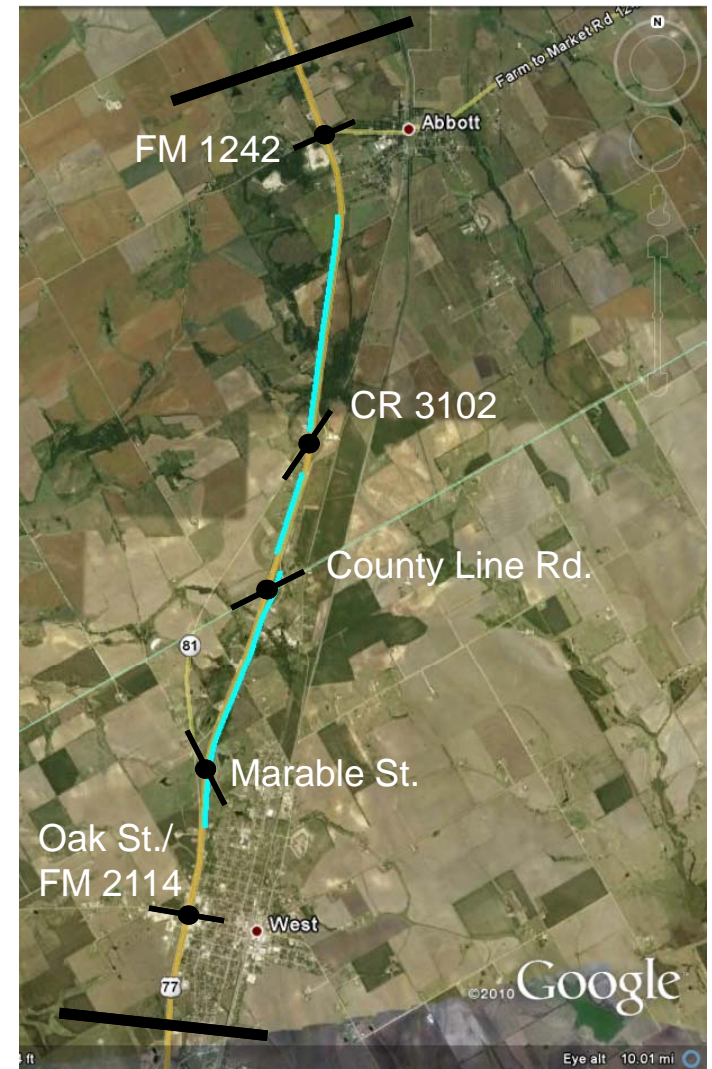 N
Farm to Market Rd 12
Abbott
FM 1242
CR 3102
County Line Rd.
81
Marable St.
Oak St./
FM 2114
West
77
©2010 Google
ft
Eye alt 10.01 mi